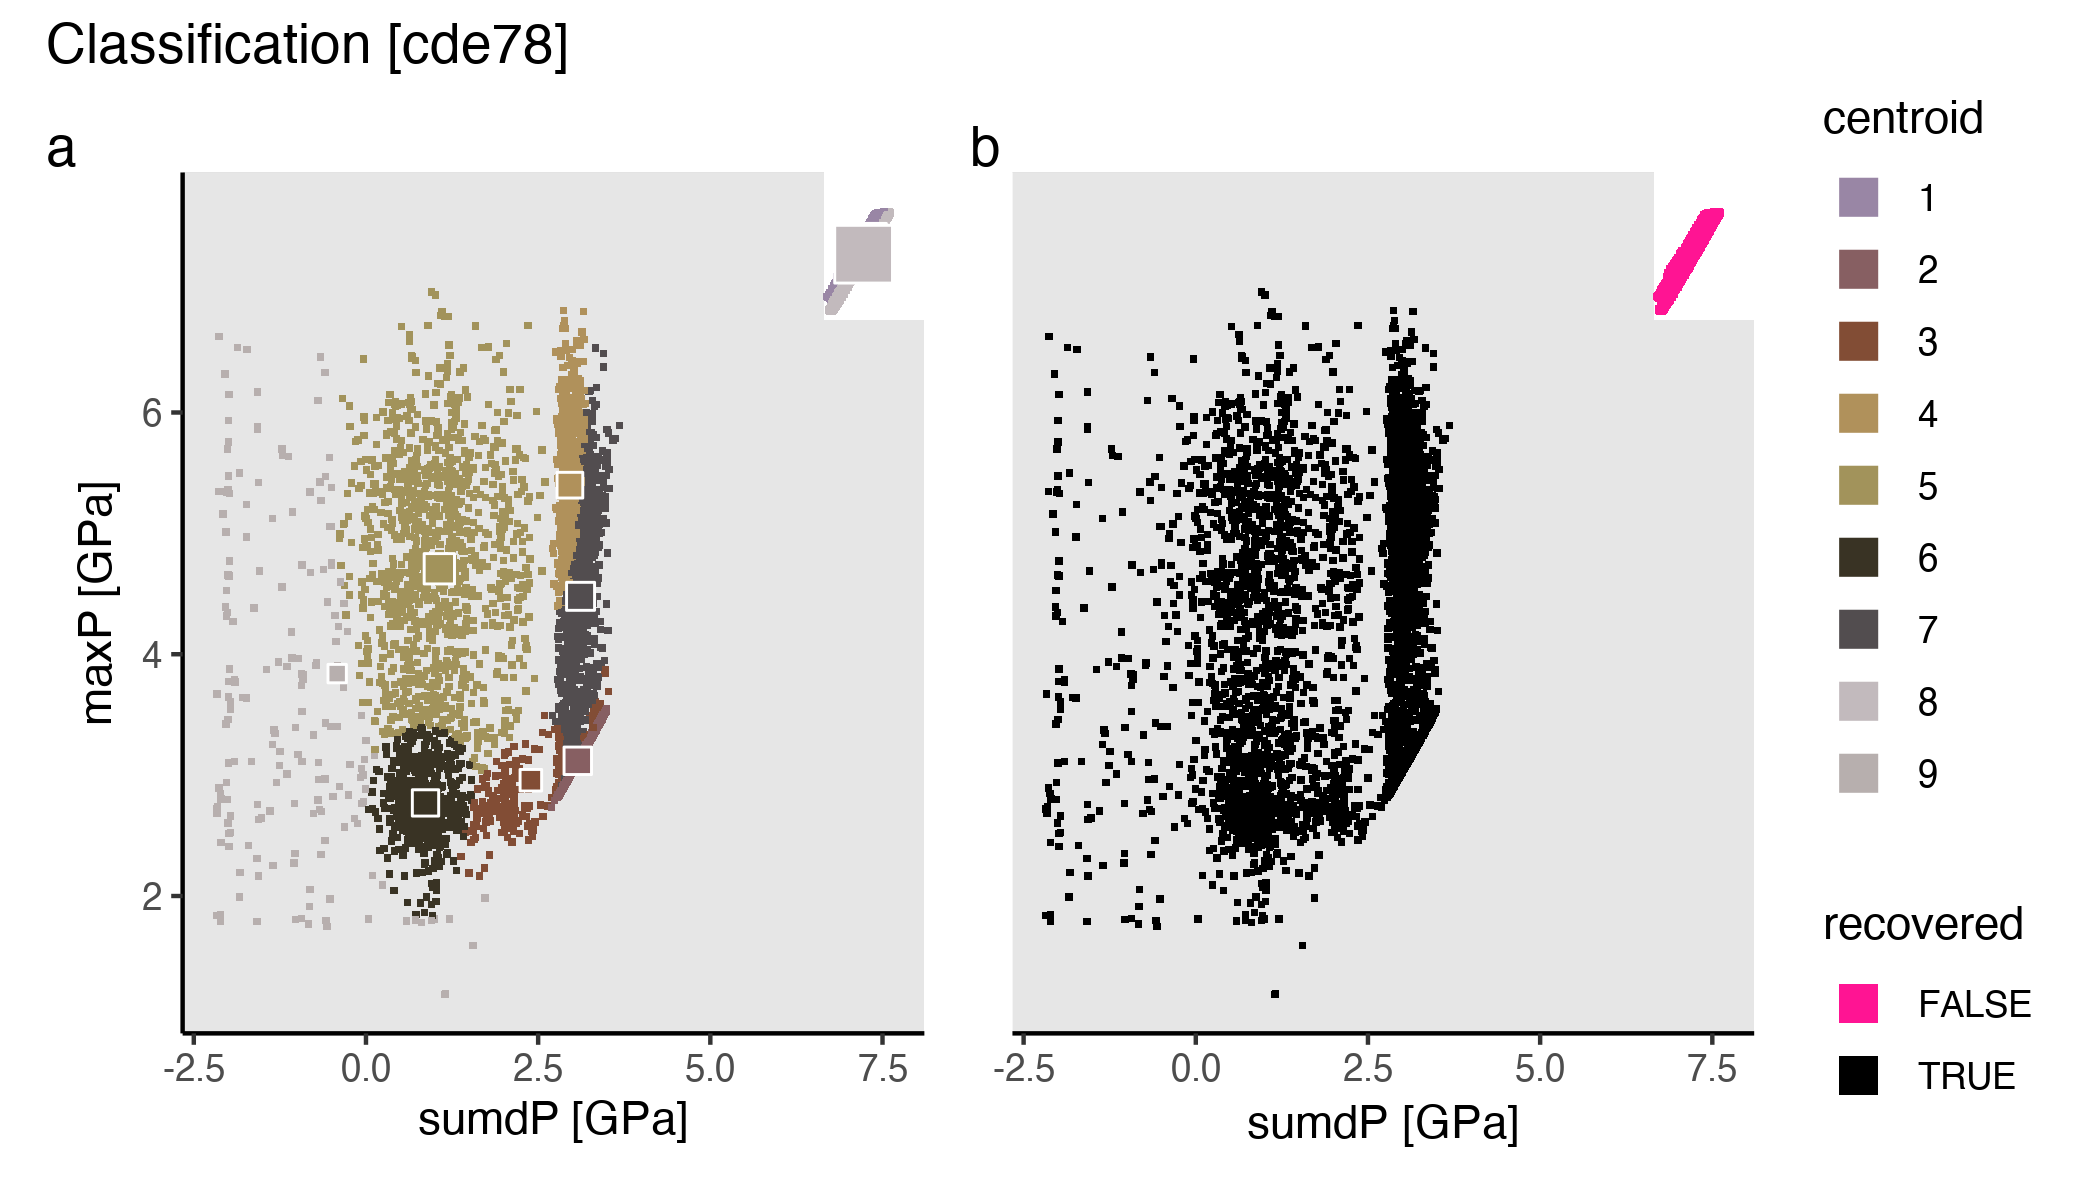 Classification [cde78]
a
b
maxP [GPa]
6
4
2
-2.5 0.0 2.5 5.0 7.5
sumdP [GPa]
-2.5 0.0 2.5 5.0 7.5
sumdP [GPa]
centroid
1
2
3
4
5
6
7
8
9
recovered
FALSE
TRUE